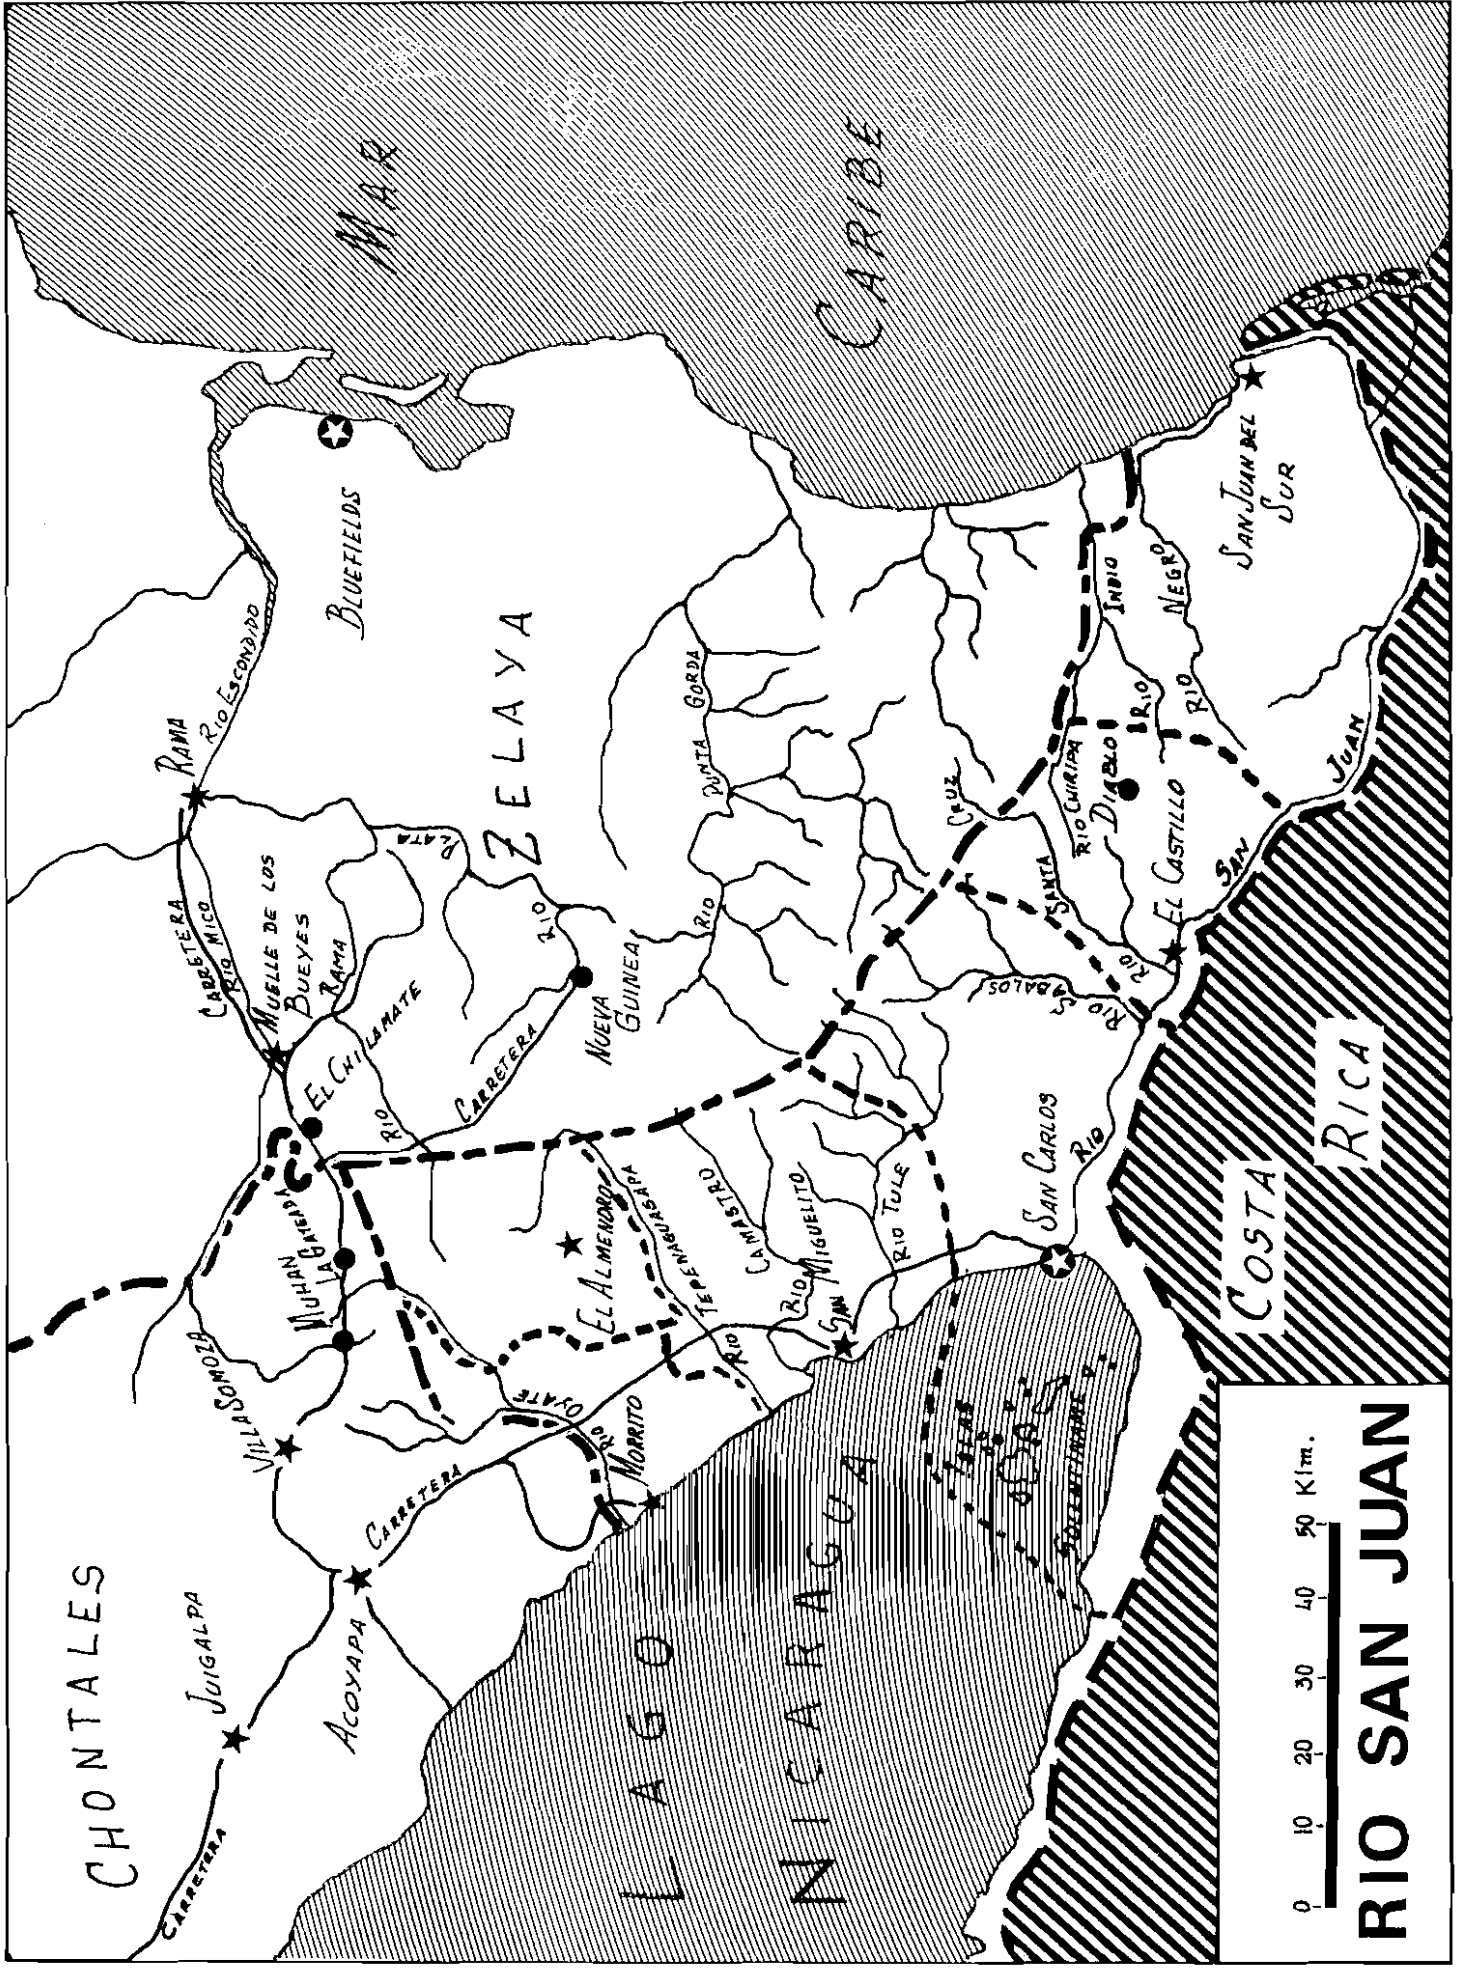 CHONTALES
CARRETERA
JUIGALPA
ACOYAPA
VILLA SOMOZA
MUHAN
LA GATEADA
EL CHILAMATE
CARRETERA
RIO MICO
MUELLE DE LOS
BUEYES
RAMA
RIO ESCONDIDO
BLUEFIELDS
MAR
CARIBE
RIO
RAMA
RIO
PLATA
ZELAYA
CARRETERA
NUEVA
GUINEA
CARRETERA
RIO
OYATE
MORRITO
EL ALMENDRO
RIO
TEPENAGUASAPA
CAMASTRO
RIO
SAN MIGUELITO
RIO TULE
RIO
PUNTA GORDA
LAGO
NICARAGUA
ISLAS
SOLENTINAME
SAN CARLOS
RIO
SABALOS
RIO
SANTA
CRUZ
RIO
EL CASTILLO
DIABLO
RIO CHIRIPA
RIO
INDIO
RIO
NEGRO
SAN JUAN DEL
SUR
RIO
SAN
JUAN
COSTA
RICA
0 10 20 30 40 50 Klm.
RIO SAN JUAN